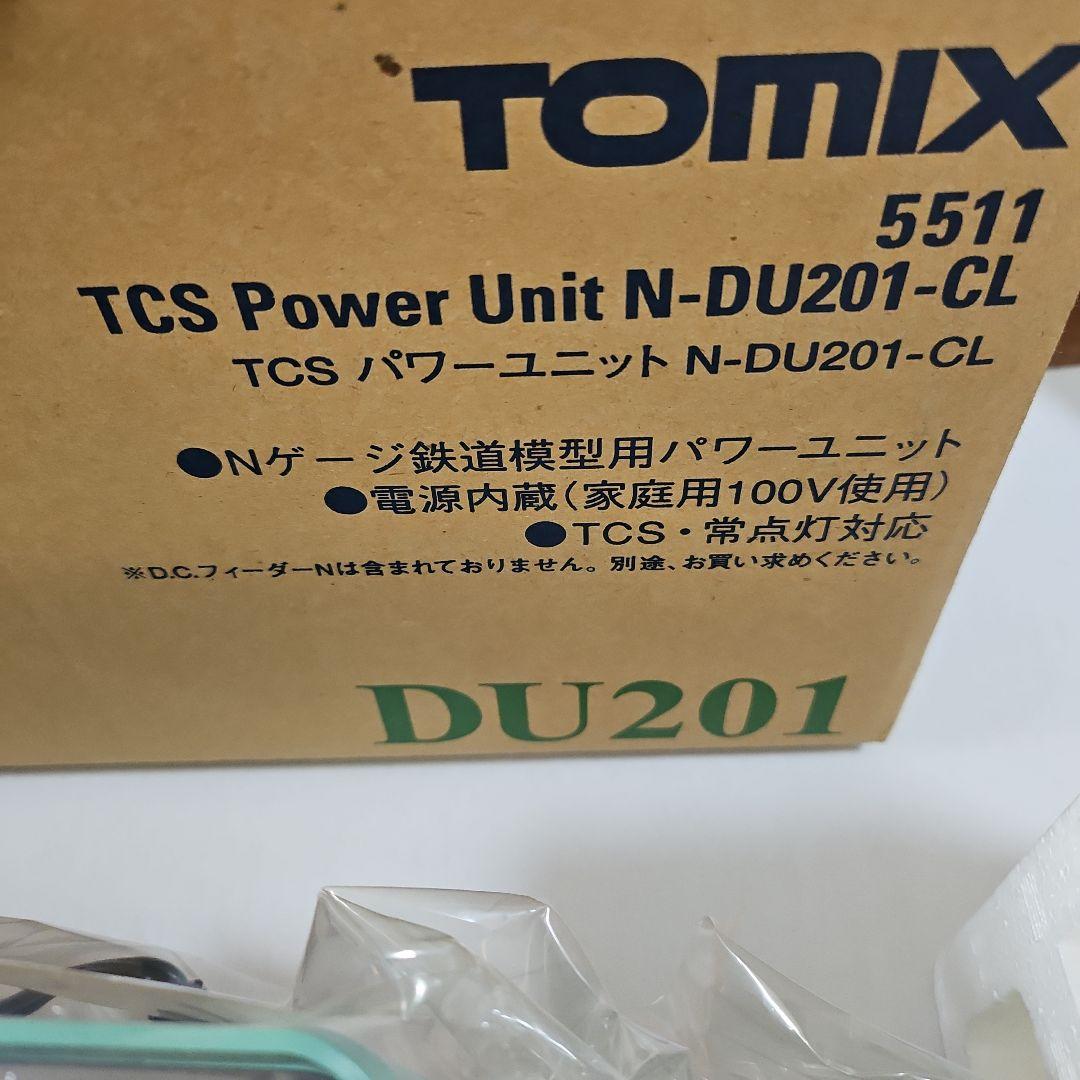 TOMIX
5511
TCS Power Unit N-DU201-CL
TCS パワーユニット N-DU201-CL
●Nゲージ鉄道模型用パワーユニット
●電源内蔵(家庭用100V使用)
●TCS・常点灯対応
※D.C.フィーダーNは含まれておりません。別途、お買い求めください。
DU201